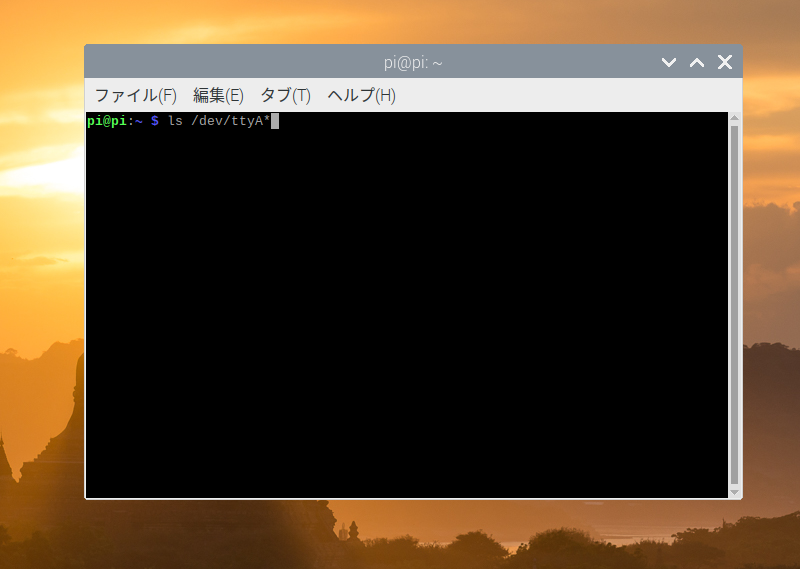 pi@pi: ~
ファイル(F) 編集(E) タブ(T) ヘルプ(H)
pi@pi:~ $ ls /dev/ttyA*